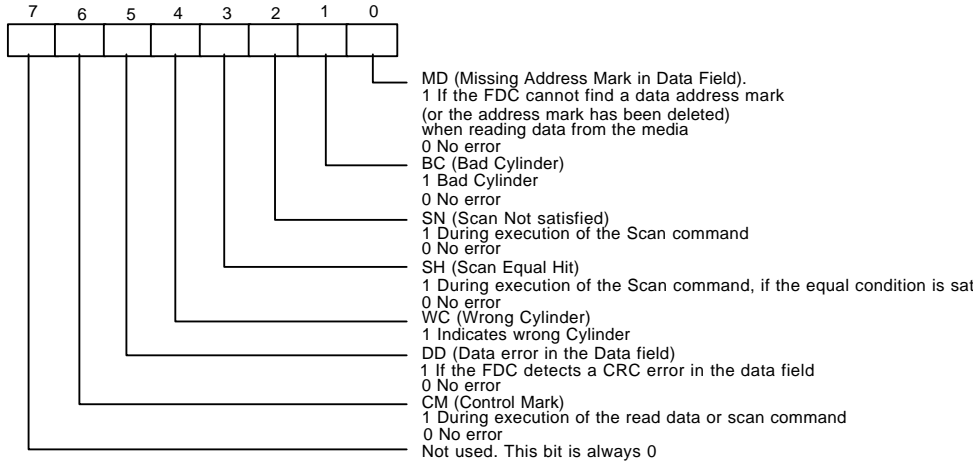 7 6 5 4 3 2 1 0
MD (Missing Address Mark in Data Field).
1 If the FDC cannot find a data address mark
(or the address mark has been deleted)
when reading data from the media
0 No error
BC (Bad Cylinder)
1 Bad Cylinder
0 No error
SN (Scan Not satisfied)
1 During execution of the Scan command
0 No error
SH (Scan Equal Hit)
1 During execution of the Scan command, if the equal condition is sat
0 No error
WC (Wrong Cylinder)
1 Indicates wrong Cylinder
DD (Data error in the Data field)
1 If the FDC detects a CRC error in the data field
0 No error
CM (Control Mark)
1 During execution of the read data or scan command
0 No error
Not used. This bit is always 0